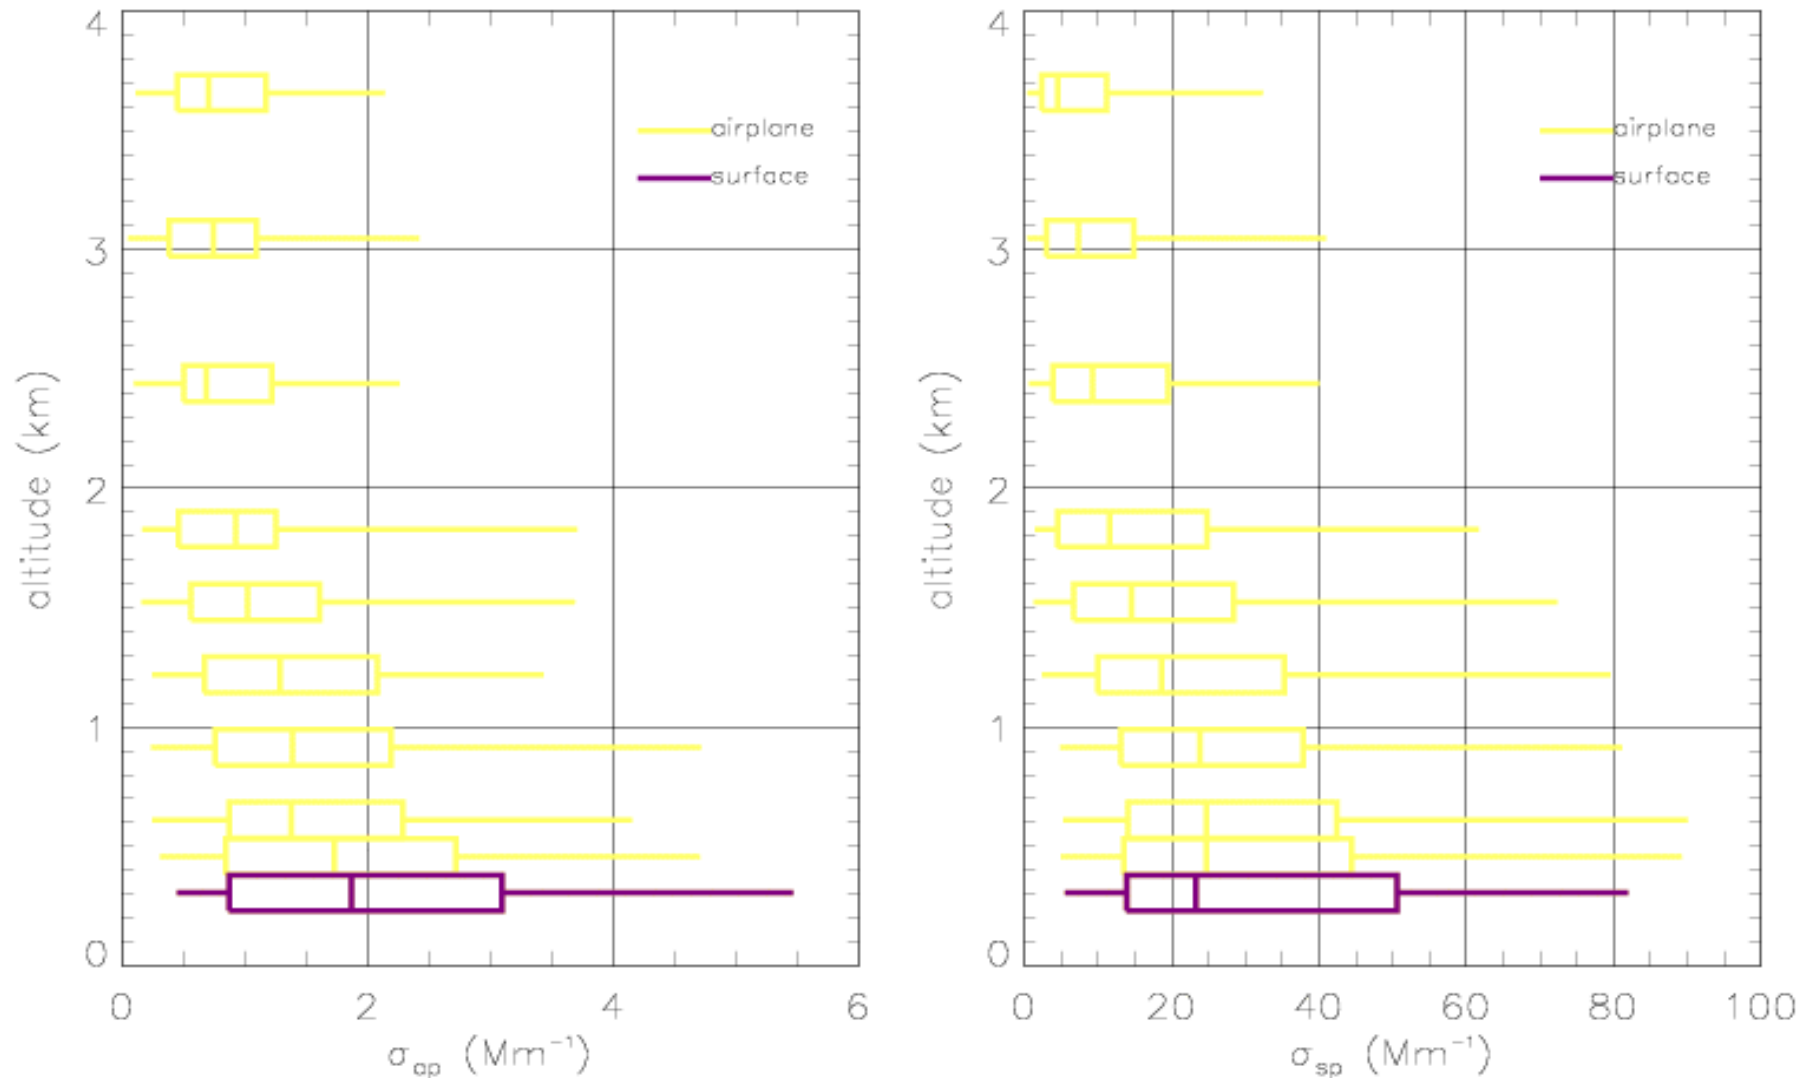 4
airplane
surface
3
altitude (km)
2
1
0
0 2 4 6
σap (Mm⁻¹)
4
airplane
surface
3
altitude (km)
2
1
0
0 20 40 60 80 100
σsp (Mm⁻¹)